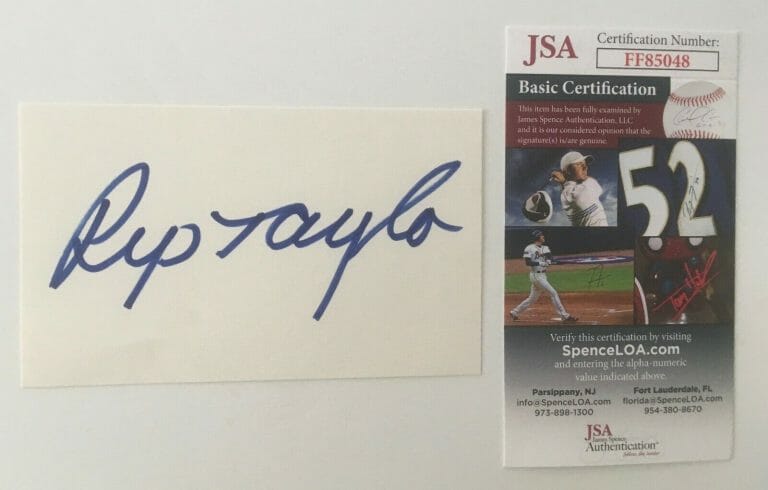 Rip Taylo
JSA
Certification Number:
FF85048
Basic Certification
This item has been fully examined by
James Spence Authentication, LLC
and it is our considered opinion that the
signature(s) is/are genuine.
52
Verify this certification by visiting
SpenceLOA.com
and entering the alpha-numeric
value indicated above.
Parsippany, NJ
info@SpenceLOA.com
973-898-1300
Fort Lauderdale, FL
florida@SpenceLOA.com
954-380-8670
JSA
James Spence
Authentication